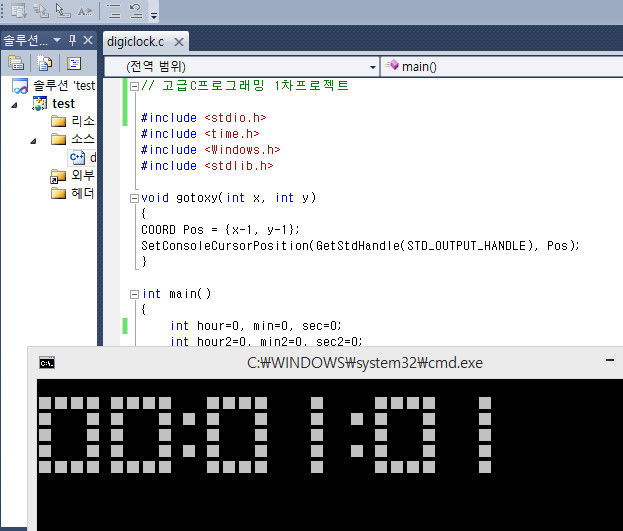 솔루션...
digiclock.c
(전역 범위)
main()
솔루션 'test
test
리소
소스
d
외부
헤더
// 고급C프로그래밍 1차프로젝트
#include <stdio.h>
#include <time.h>
#include <Windows.h>
#include <stdlib.h>
void gotoxy(int x, int y)
{
COORD Pos = {x-1, y-1};
SetConsoleCursorPosition(GetStdHandle(STD_OUTPUT_HANDLE), Pos);
}
int main()
{
int hour=0, min=0, sec=0;
int hour2=0, min2=0, sec2=0;
C:₩WINDOWS₩system32₩cmd.exe
00:01:01